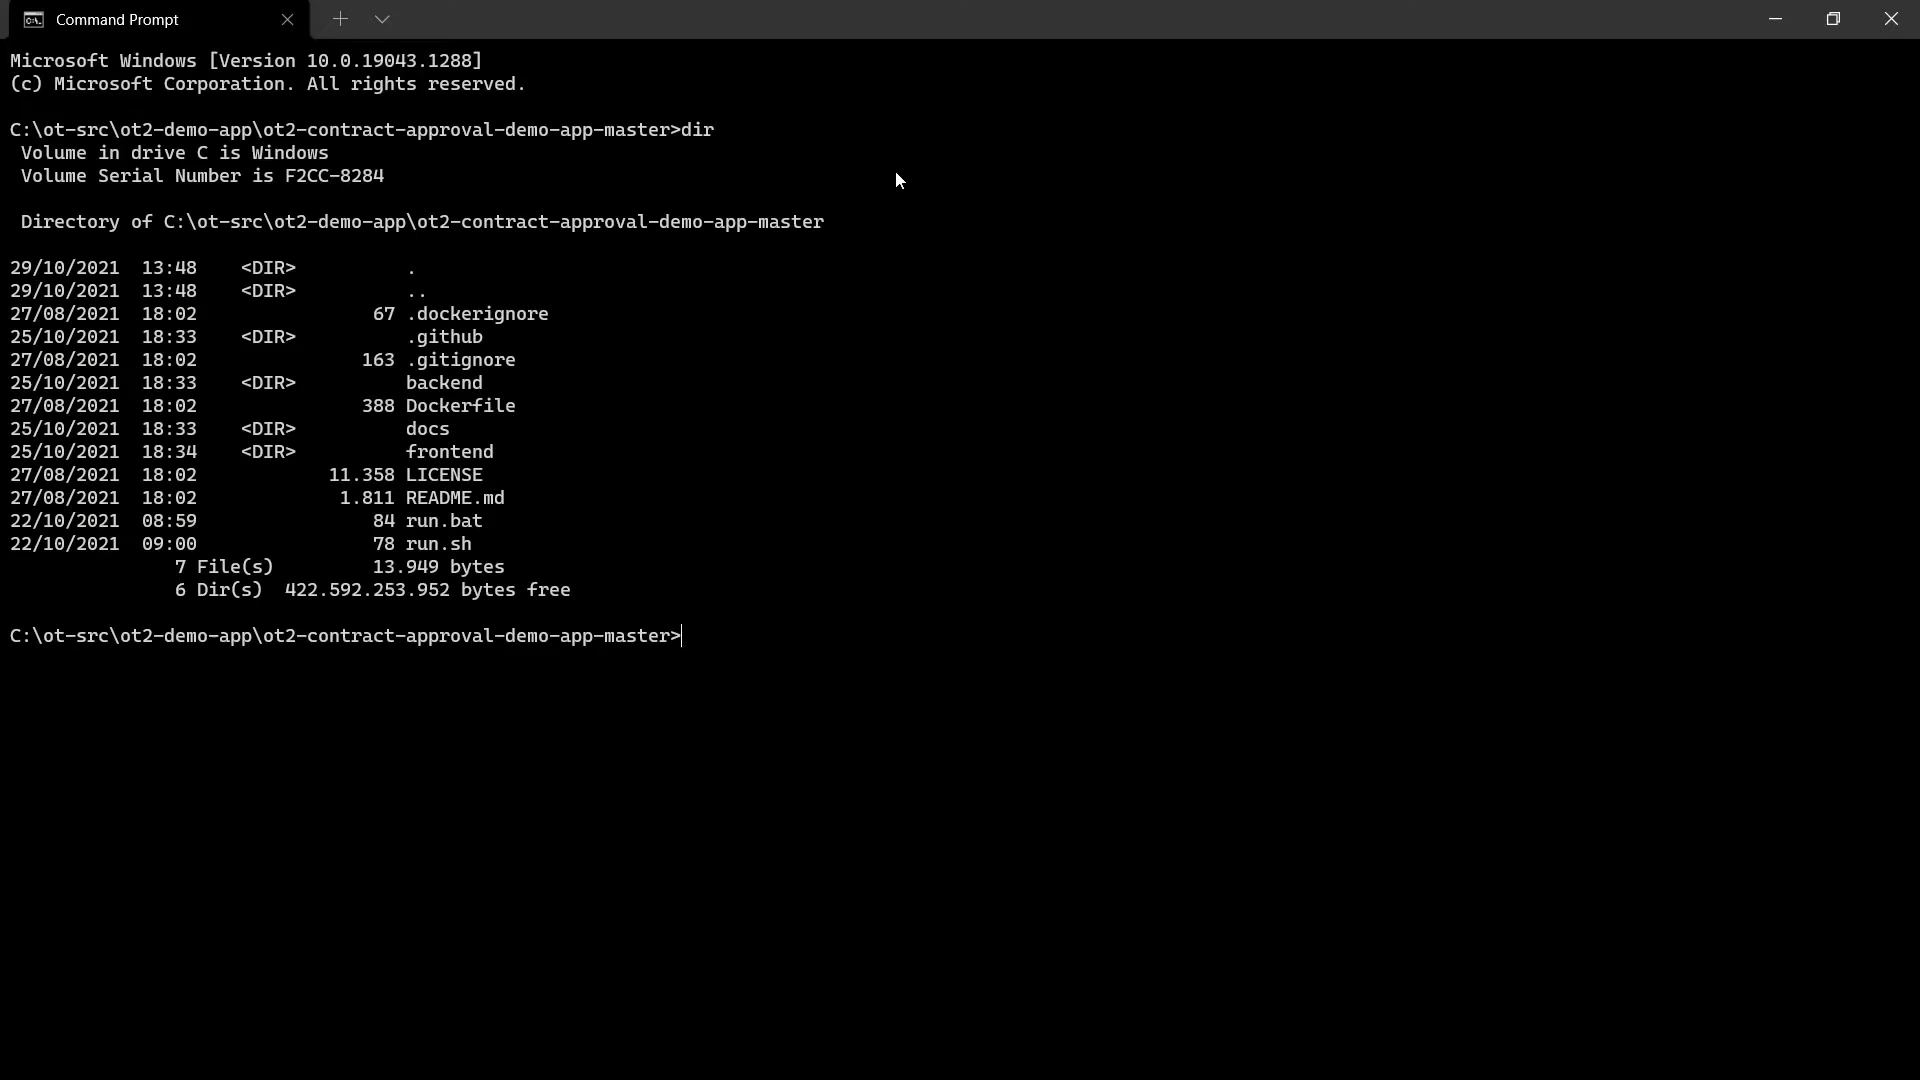 Command Prompt
Microsoft Windows [Version 10.0.19043.1288]
(c) Microsoft Corporation. All rights reserved.
C:\ot-src\ot2-demo-app\ot2-contract-approval-demo-app-master>dir
Volume in drive C is Windows
Volume Serial Number is F2CC-8284
Directory of C:\ot-src\ot2-demo-app\ot2-contract-approval-demo-app-master
29/10/2021  13:48    <DIR>          .
29/10/2021  13:48    <DIR>          ..
27/08/2021  18:02                67 .dockerignore
25/10/2021  18:33    <DIR>          .github
27/08/2021  18:02               163 .gitignore
25/10/2021  18:33    <DIR>          backend
27/08/2021  18:02               388 Dockerfile
25/10/2021  18:33    <DIR>          docs
25/10/2021  18:34    <DIR>          frontend
27/08/2021  18:02            11.358 LICENSE
27/08/2021  18:02             1.811 README.md
22/10/2021  08:59                84 run.bat
22/10/2021  09:00                78 run.sh
7 File(s)         13.949 bytes
6 Dir(s)  422.592.253.952 bytes free
C:\ot-src\ot2-demo-app\ot2-contract-approval-demo-app-master>